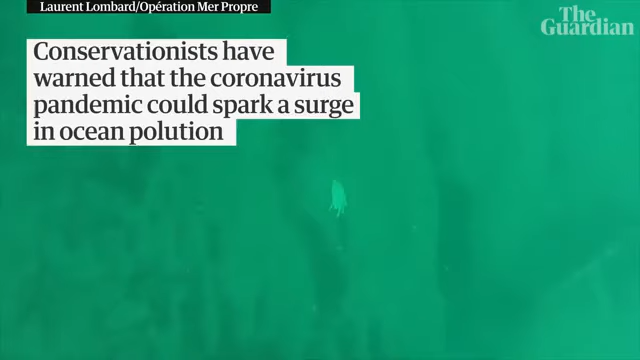 Laurent Lombard/Opération Mer Propre
The
Guardian
Conservationists have
warned that the coronavirus
pandemic could spark a surge
in ocean polution